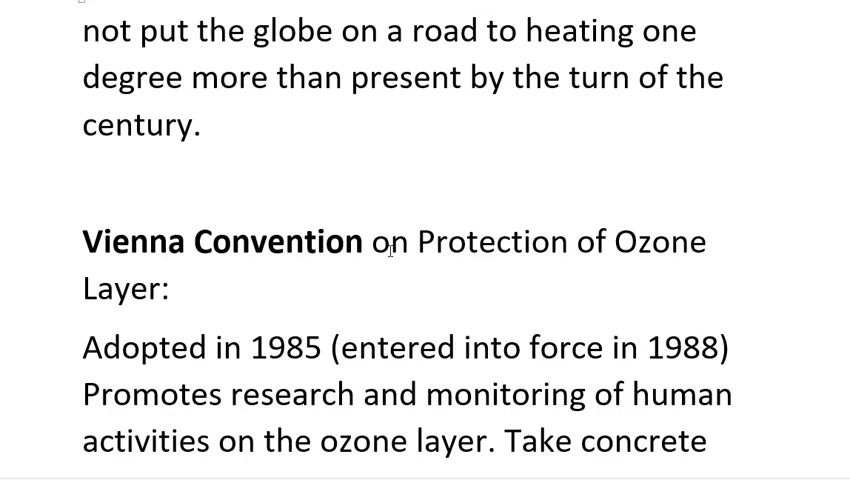 not put the globe on a road to heating one
degree more than present by the turn of the
century.
Vienna Convention on Protection of Ozone
Layer:
Adopted in 1985 (entered into force in 1988)
Promotes research and monitoring of human
activities on the ozone layer. Take concrete